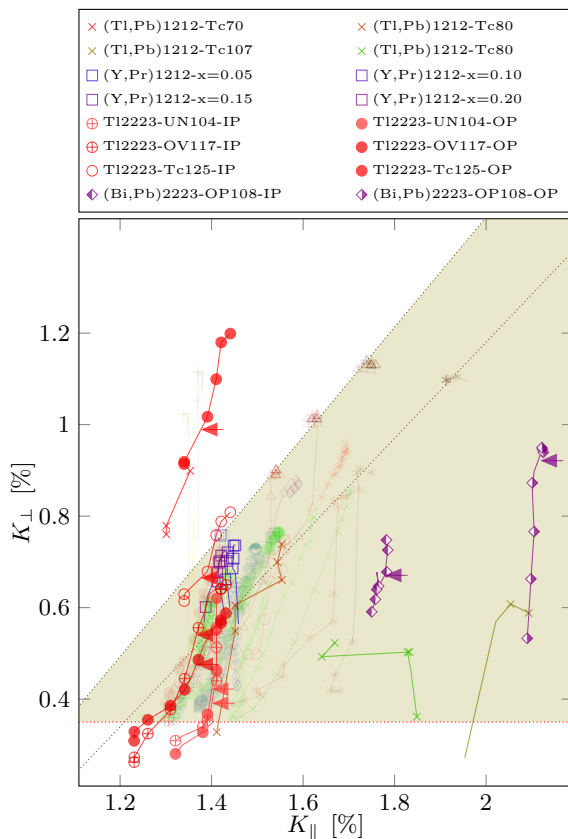 (Tl,Pb)1212-Tc70 (Tl,Pb)1212-Tc80
(Tl,Pb)1212-Tc107 (Tl,Pb)1212-Tc80
(Y,Pr)1212-x=0.05 (Y,Pr)1212-x=0.10
(Y,Pr)1212-x=0.15 (Y,Pr)1212-x=0.20
Tl2223-UN104-IP Tl2223-UN104-OP
Tl2223-OV117-IP Tl2223-OV117-OP
Tl2223-Tc125-IP Tl2223-Tc125-OP
(Bi,Pb)2223-OP108-IP (Bi,Pb)2223-OP108-OP
1.2
1
0.8
0.6
0.4
K⊥ [%]
1.2 1.4 1.6 1.8 2
K∥ [%]